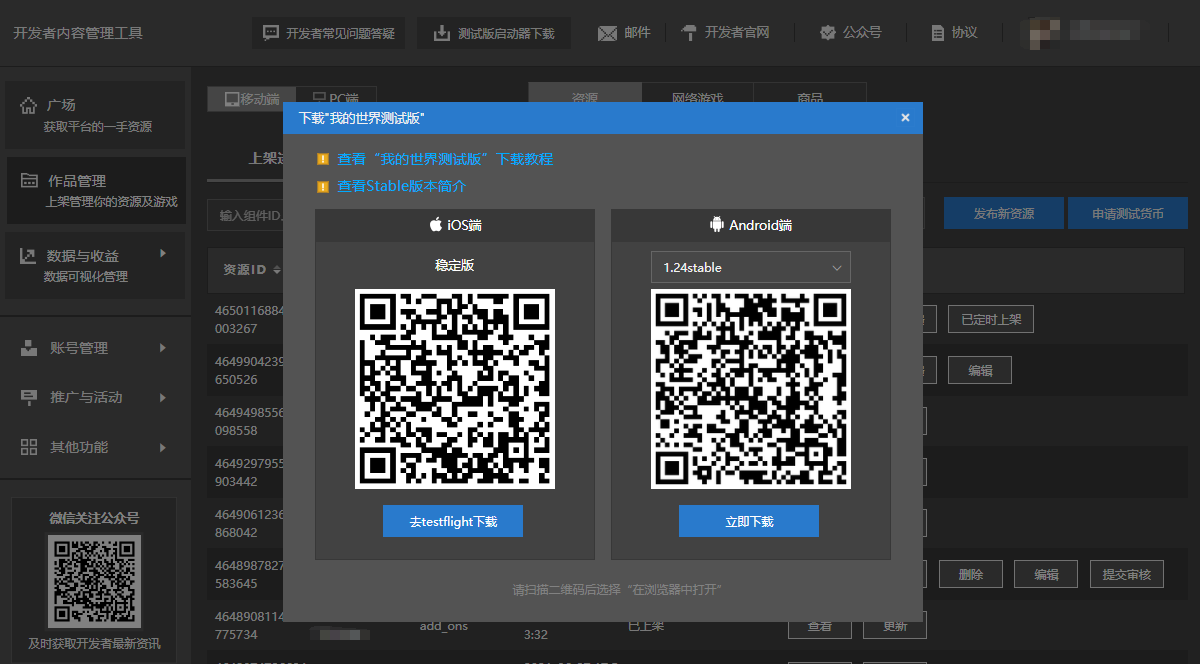 开发者内容管理工具
开发者常见问题答疑
测试版启动器下载
邮件
开发者官网
公众号
协议
广场
获取平台的一手资源
作品管理
上架管理你的资源及游戏
数据与收益
数据可视化管理
账号管理
推广与活动
其他功能
微信关注公众号
及时获取开发者最新资讯
移动端
PC端
资源
网络游戏
商品
上架
输入组件ID
发布新资源
申请测试货币
资源ID
4650116884
003267
已定时上架
4649904239
650526
编辑
4649498556
098558
4649297955
903442
4649061236
868042
4648987827
583645
删除
编辑
提交审核
4648908114
775734
add_ons
3:32
已上架
查看
更新
下载"我的世界测试版"
×
查看“我的世界测试版”下载教程
查看Stable版本简介
iOS端
稳定版
去testflight下载
Android端
1.24stable
立即下载
请扫描二维码后选择“在浏览器中打开”